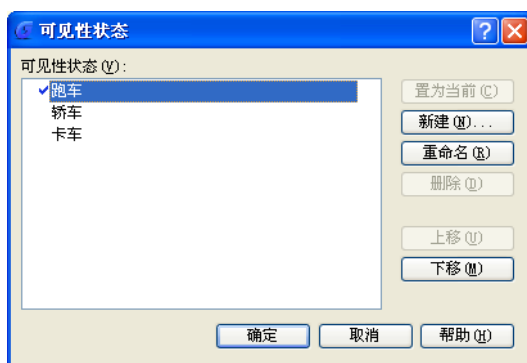 可见性状态
可见性状态(V):
跑车
轿车
卡车
置为当前(C)
新建(N)...
重命名(R)
删除(D)
上移(U)
下移(M)
确定
取消
帮助(H)